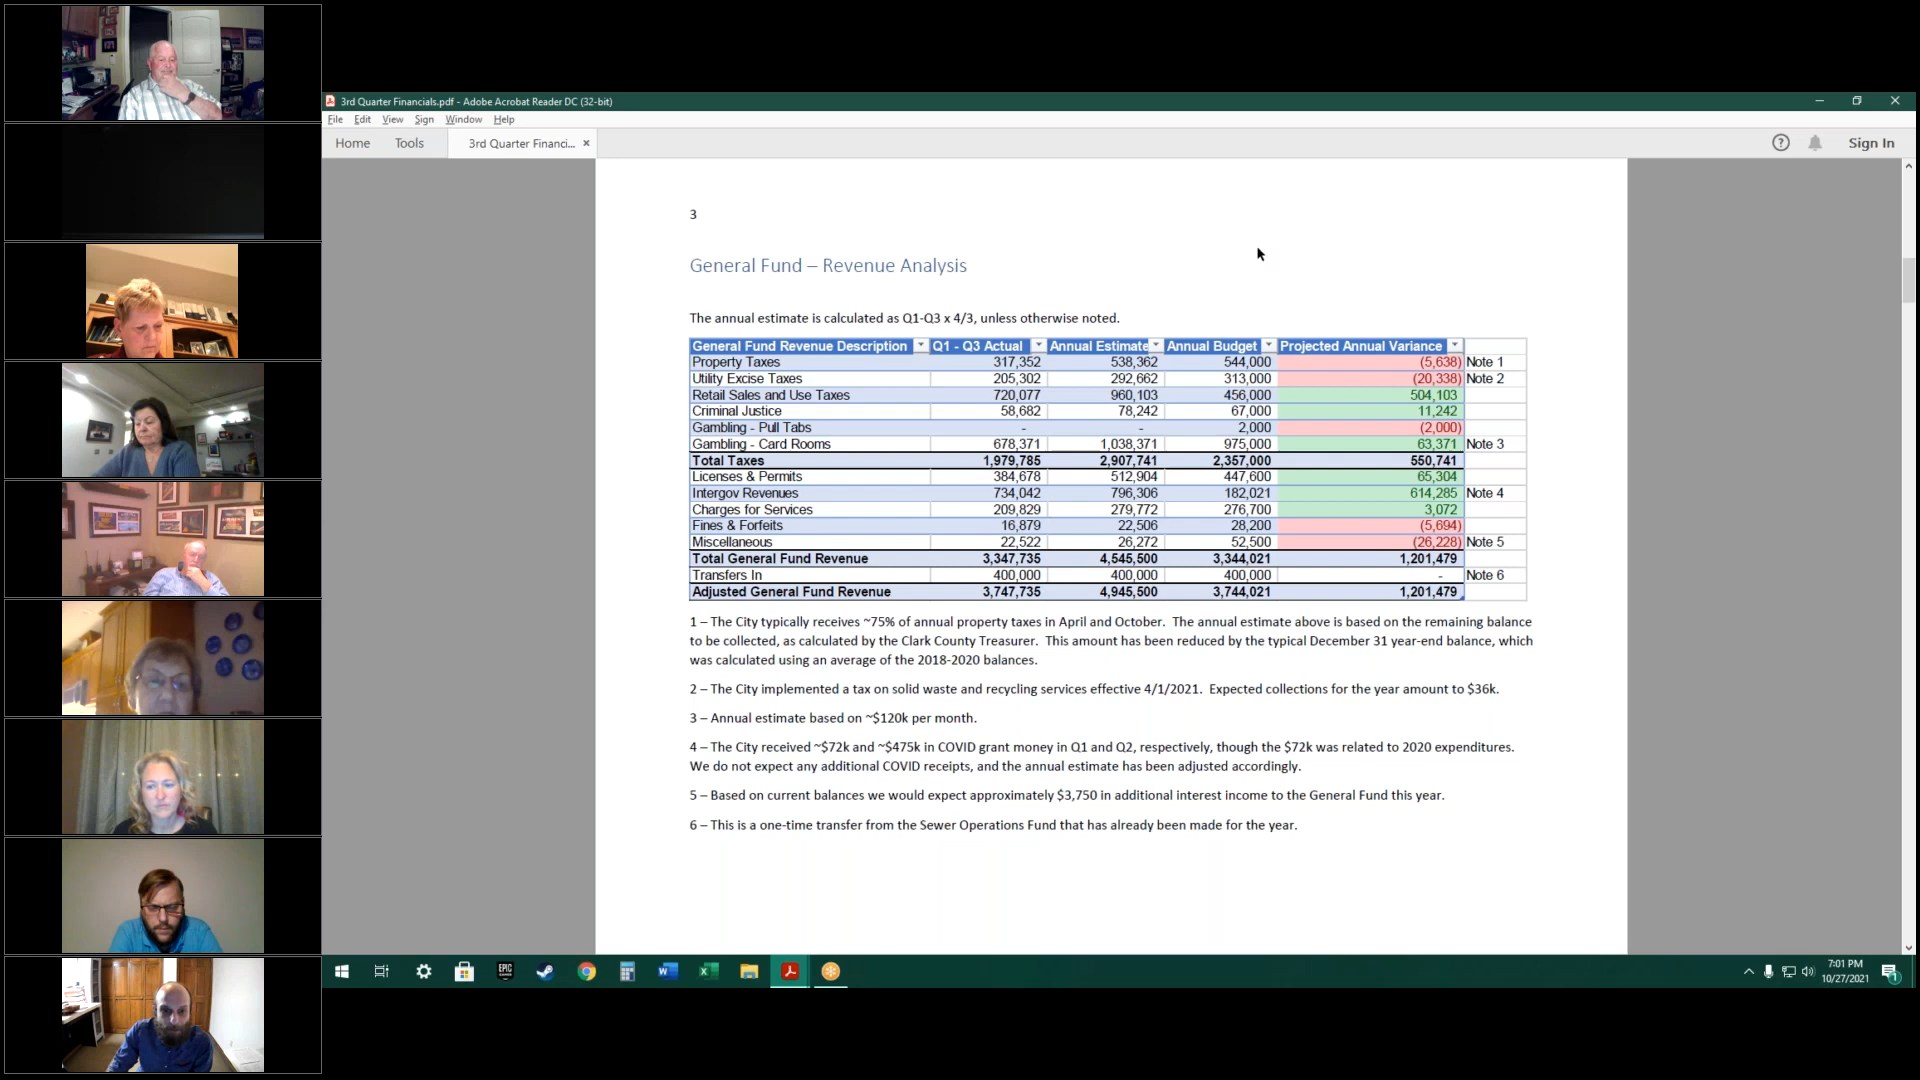 3rd Quarter Financials.pdf - Adobe Acrobat Reader DC (32-bit)
File Edit View Sign Window Help
Home Tools 3rd Quarter Financi... × Sign In
3
General Fund – Revenue Analysis
The annual estimate is calculated as Q1-Q3 x 4/3, unless otherwise noted.
General Fund Revenue Description Q1 - Q3 Actual Annual Estimate Annual Budget Projected Annual Variance
Property Taxes 317,352 538,362 544,000 (5,638) Note 1
Utility Excise Taxes 205,302 292,662 313,000 (20,338) Note 2
Retail Sales and Use Taxes 720,077 960,103 456,000 504,103
Criminal Justice 58,682 78,242 67,000 11,242
Gambling - Pull Tabs - - 2,000 (2,000)
Gambling - Card Rooms 678,371 1,038,371 975,000 63,371 Note 3
Total Taxes 1,979,785 2,907,741 2,357,000 550,741
Licenses & Permits 384,678 512,904 447,600 65,304
Intergov Revenues 734,042 796,306 182,021 614,285 Note 4
Charges for Services 209,829 279,772 276,700 3,072
Fines & Forfeits 16,879 22,506 28,200 (5,694)
Miscellaneous 22,522 26,272 52,500 (26,228) Note 5
Total General Fund Revenue 3,347,735 4,545,500 3,344,021 1,201,479
Transfers In 400,000 400,000 400,000 - Note 6
Adjusted General Fund Revenue 3,747,735 4,945,500 3,744,021 1,201,479
1 – The City typically receives ~75% of annual property taxes in April and October. The annual estimate above is based on the remaining balance
to be collected, as calculated by the Clark County Treasurer. This amount has been reduced by the typical December 31 year-end balance, which
was calculated using an average of the 2018-2020 balances.
2 – The City implemented a tax on solid waste and recycling services effective 4/1/2021. Expected collections for the year amount to $36k.
3 – Annual estimate based on ~$120k per month.
4 – The City received ~$72k and ~$475k in COVID grant money in Q1 and Q2, respectively, though the $72k was related to 2020 expenditures.
We do not expect any additional COVID receipts, and the annual estimate has been adjusted accordingly.
5 – Based on current balances we would expect approximately $3,750 in additional interest income to the General Fund this year.
6 – This is a one-time transfer from the Sewer Operations Fund that has already been made for the year.
EPIC
7:01 PM
10/27/2021
1